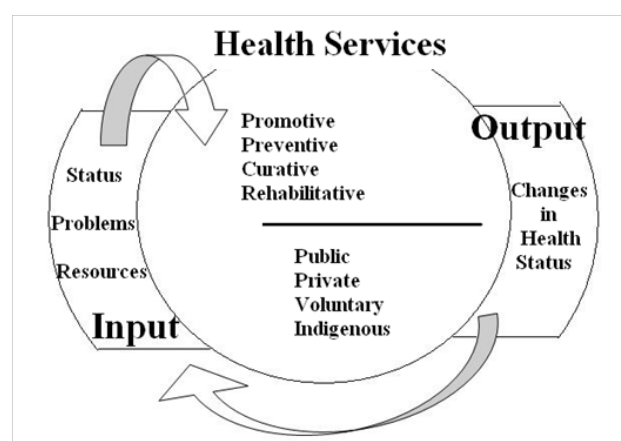 Health Services
Promotive
Preventive
Curative
Rehabilitative
Public
Private
Voluntary
Indigenous
Status
Problems
Resources
Input
Output
Changes
in
Health
Status